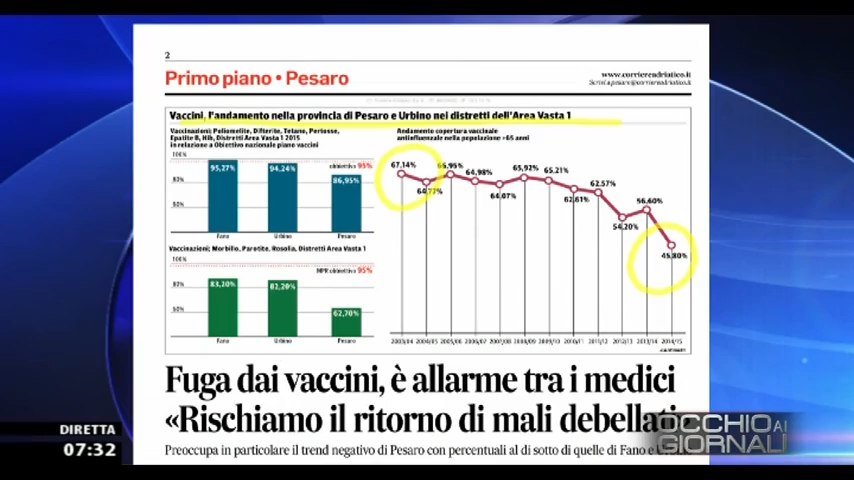 2
Primo piano • Pesaro
www.corriereadriatico.it
Scrivi a pesaro@corriereadriatico.it
Vaccini, l'andamento nella provincia di Pesaro e Urbino nei distretti dell'Area Vasta 1
Vaccinazioni: Poliomelite, Difterite, Tetano, Pertosse,
Epatite B, Hib, Distretti Area Vasta 1 2015
in relazione a Obiettivo nazionale piano vaccini
100%
obiettivo 95%
95,27%
94,24%
86,95%
80%
50%
Fano
Urbino
Pesaro
Vaccinazioni; Morbillo, Parotite, Rosolia, Distretti Area Vasta 1
100%
MPR obbiettivo 95%
83,20%
82,20%
62,70%
80%
50%
Fano
Urbino
Pesaro
Andamento copertura vaccinale
antiinfluenzale nella popolazione >65 anni
67,14%
64,77%
66,95%
64,98%
64,07%
65,92%
65,21%
62,61%
62,57%
54,20%
56,60%
45,80%
2003/04
2004/05
2005/06
2006/07
2007/08
2008/09
2009/10
2010/11
2011/12
2012/13
2013/14
2014/15
Fuga dai vaccini, è allarme tra i medici
«Rischiamo il ritorno di mali debellati»
Preoccupa in particolare il trend negativo di Pesaro con percentuali al di sotto di quelle di Fano e
DIRETTA
07:32
OCCHIO AI
GIORNALI